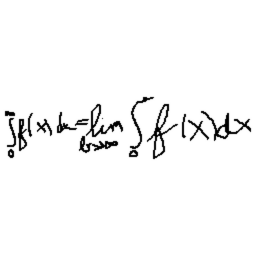 ∫₀^∞ f(x) dx = lim_{b→∞} ∫₀^r f(x) dx